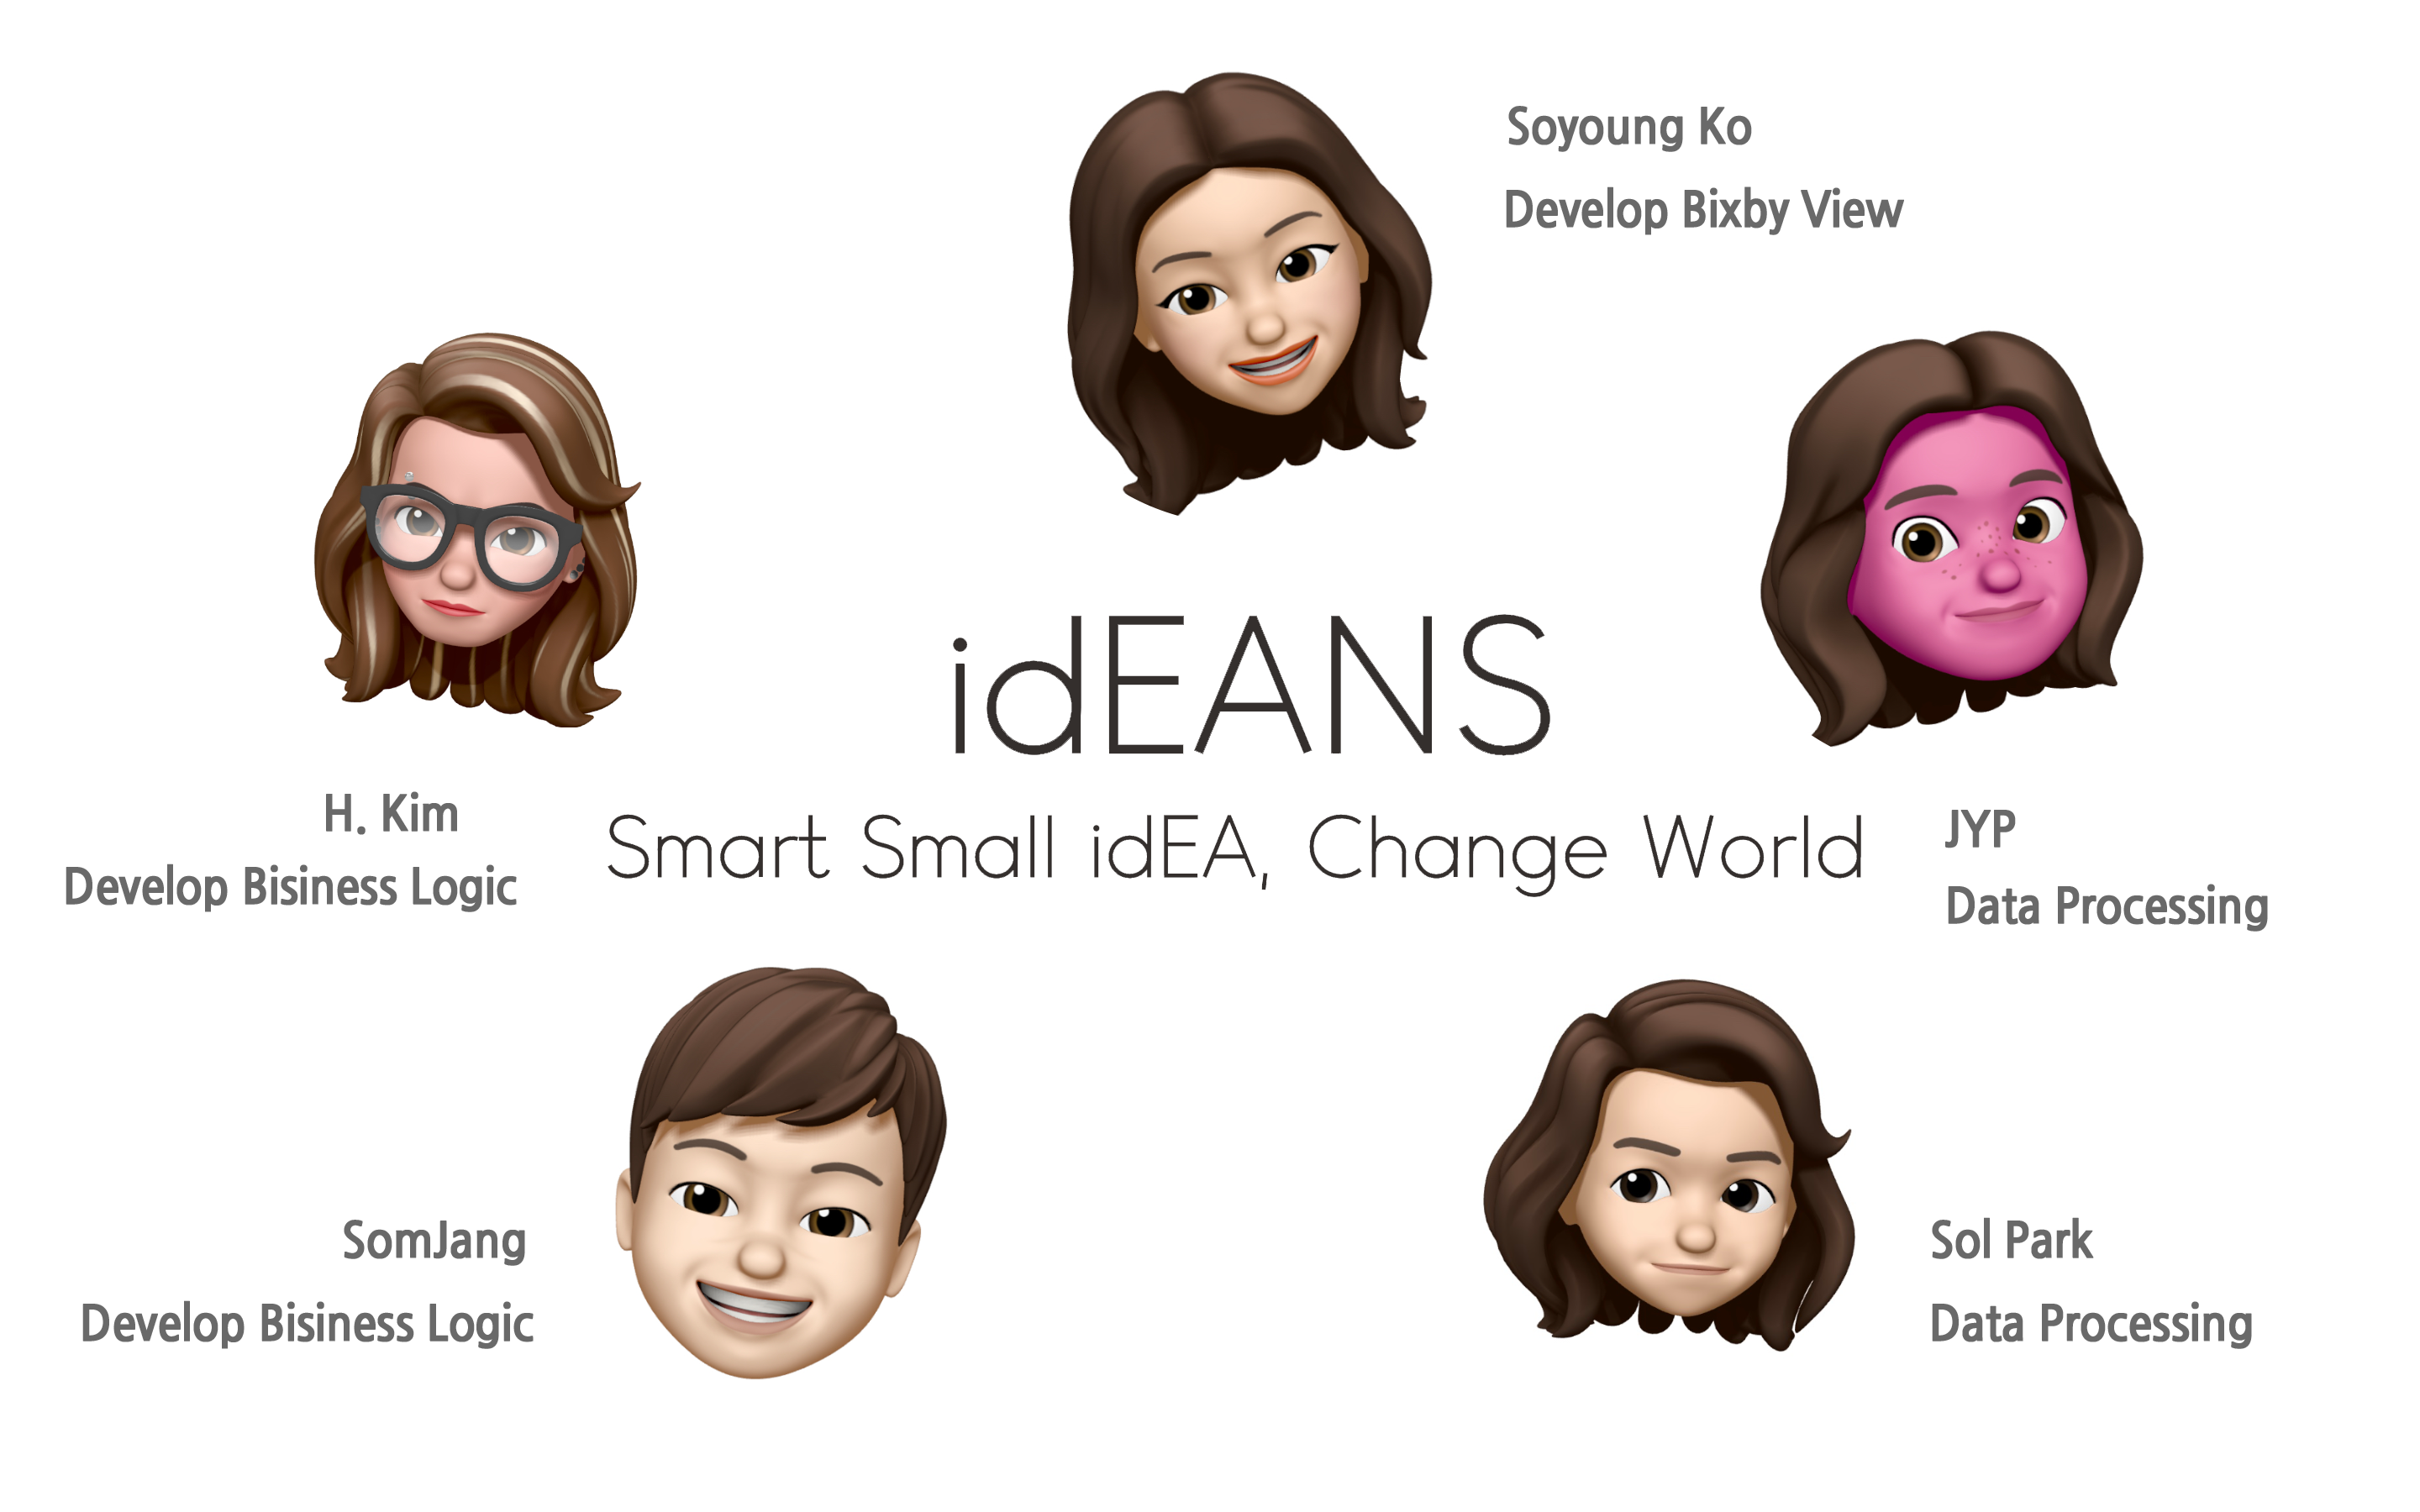 Soyoung Ko
Develop Bixby View
idEANS
Smart Small idEA, Change World
H. Kim
Develop Bisiness Logic
JYP
Data Processing
SomJang
Develop Bisiness Logic
Sol Park
Data Processing